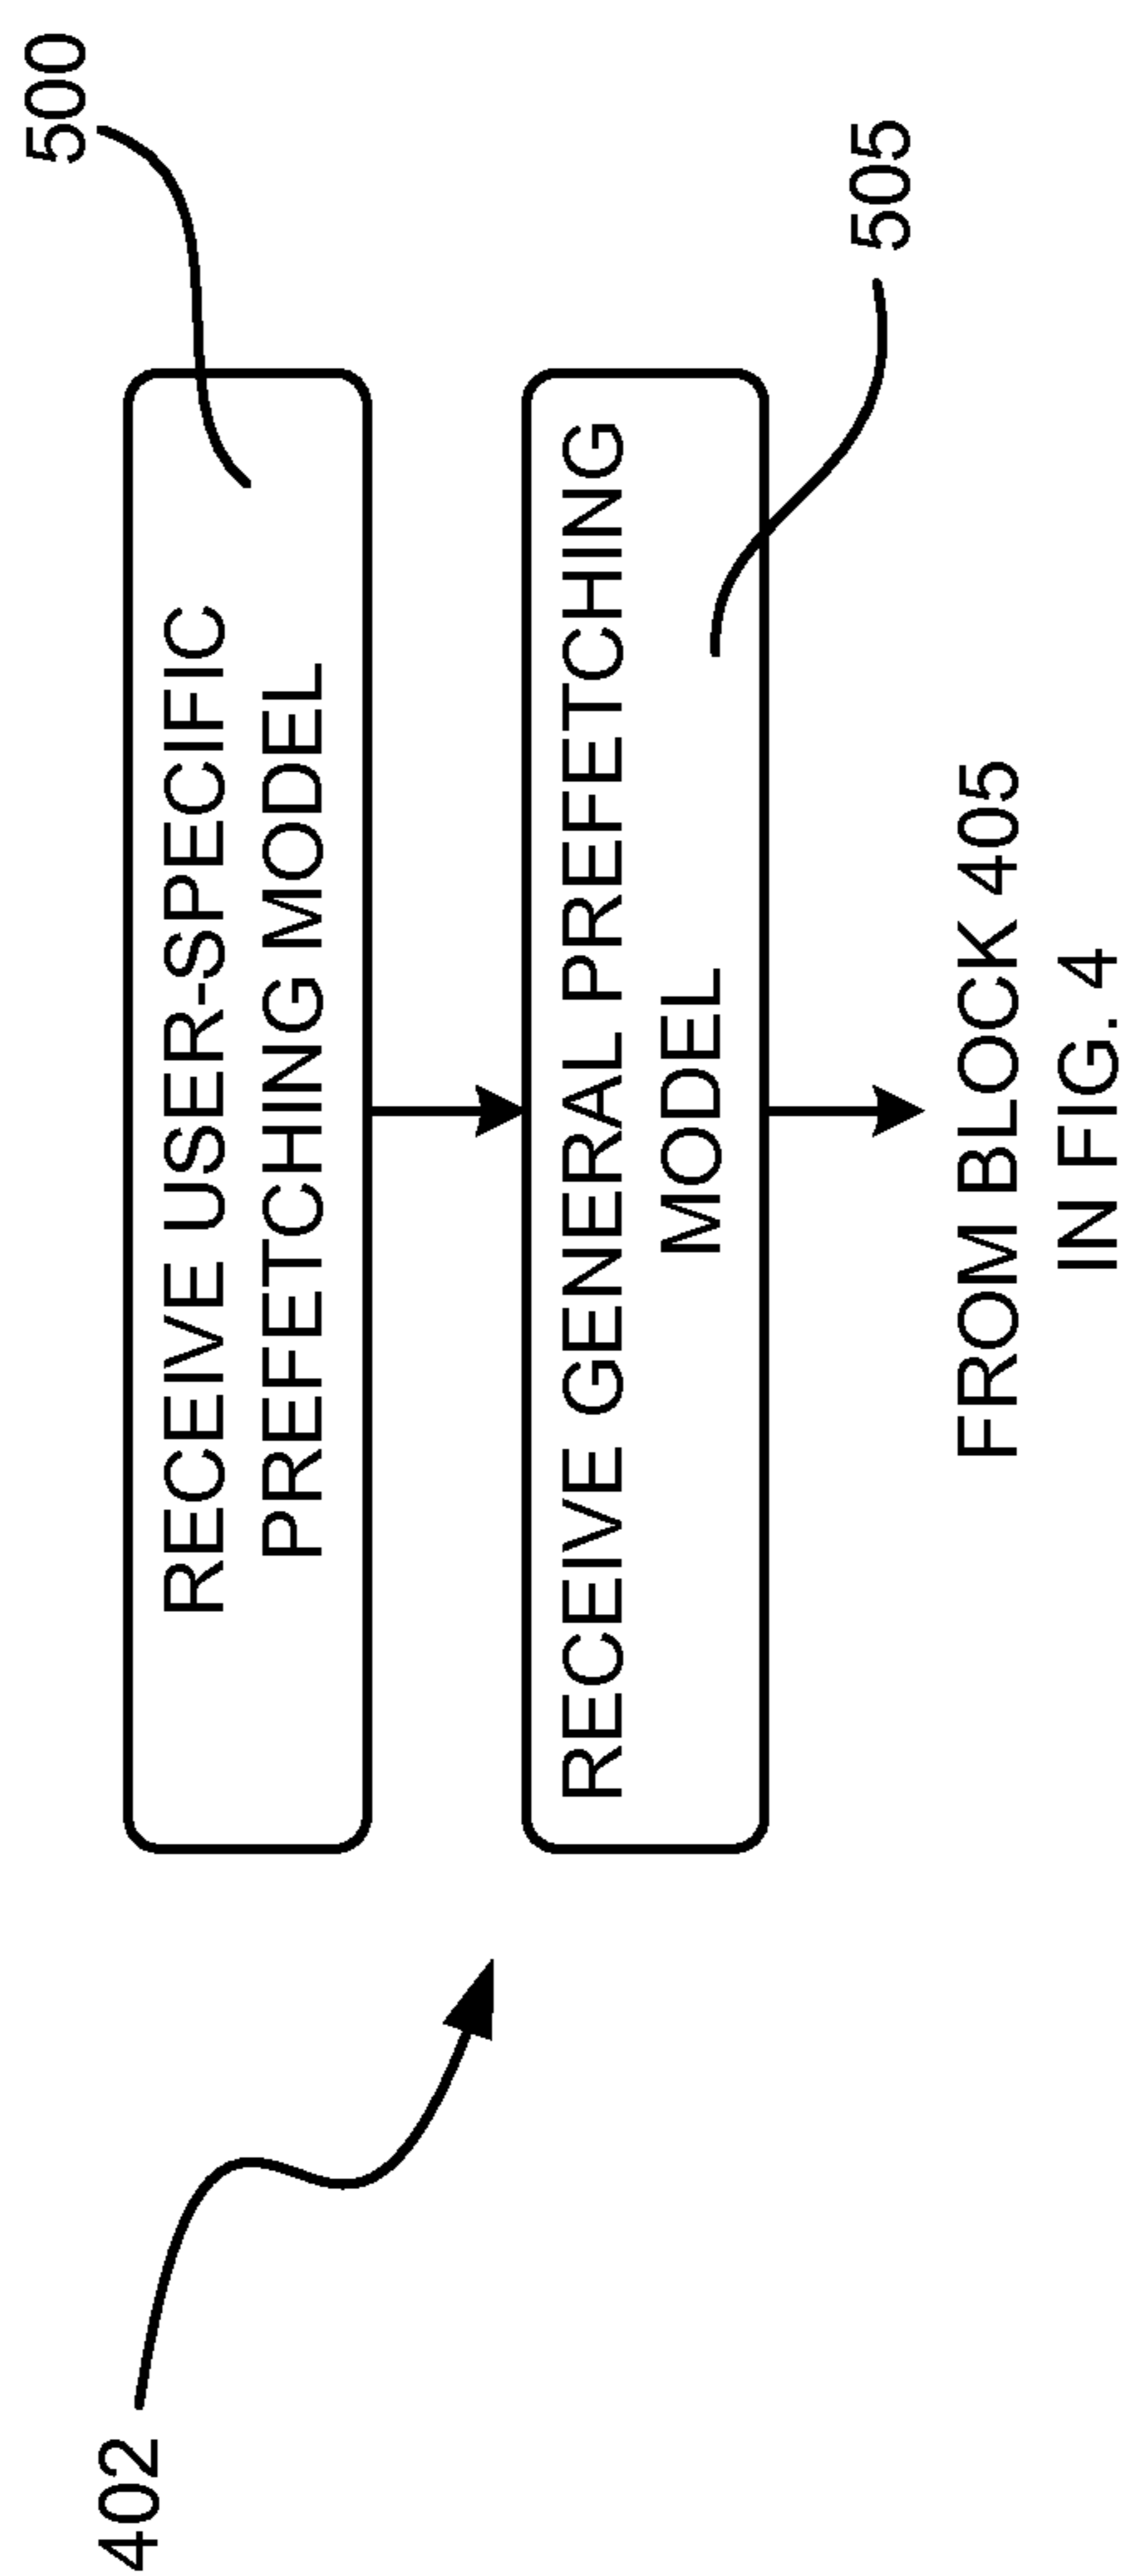 500
RECEIVE USER-SPECIFIC
PREFETCHING MODEL
505
RECEIVE GENERAL PREFETCHING
MODEL
FROM BLOCK 405
IN FIG. 4
402